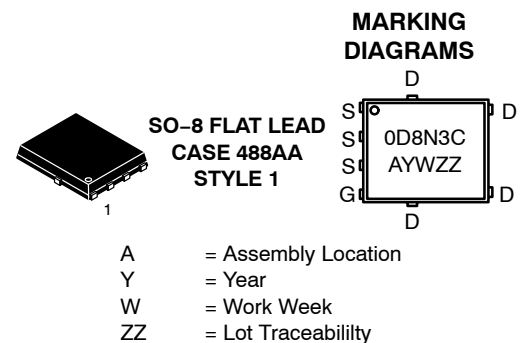 MARKING
DIAGRAMS
D
SO−8 FLAT LEAD
CASE 488AA
STYLE 1
1
S
S
S
G
0D8N3C
AYWZZ
D
D
D
A = Assembly Location
Y = Year
W = Work Week
ZZ = Lot Traceabililty